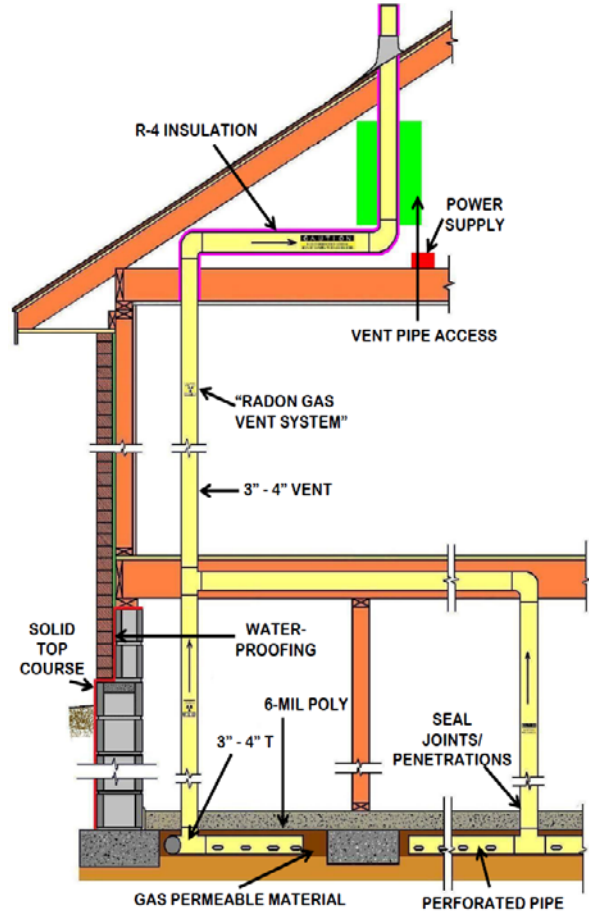 R-4 INSULATION
CAUTION
POWER
SUPPLY
VENT PIPE ACCESS
“RADON GAS
VENT SYSTEM”
3” - 4” VENT
SOLID
TOP
COURSE
WATER-
PROOFING
6-MIL POLY
3” - 4” T
SEAL
JOINTS/
PENETRATIONS
GAS PERMEABLE MATERIAL
PERFORATED PIPE